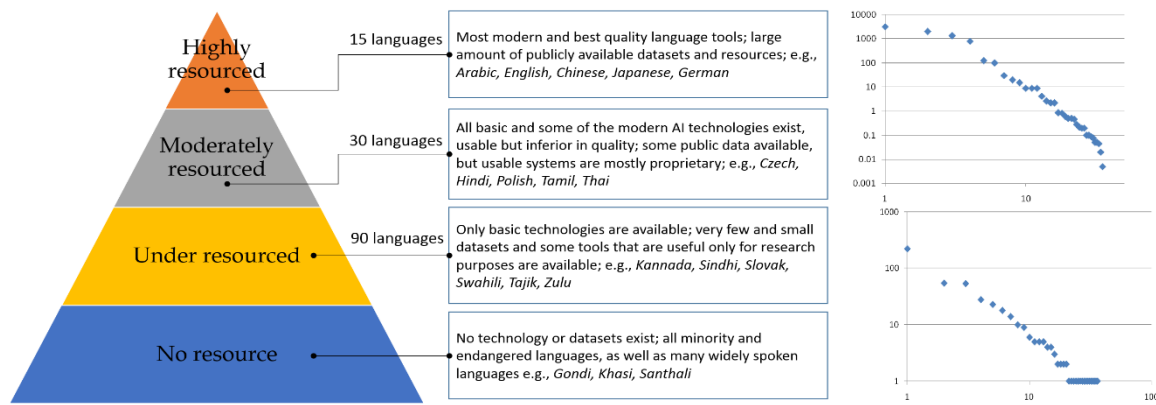 Highly
resourced
15 languages
Most modern and best quality language tools; large
amount of publicly available datasets and resources; e.g.,
Arabic, English, Chinese, Japanese, German
Moderately
resourced
30 languages
All basic and some of the modern AI technologies exist,
usable but inferior in quality; some public data available,
but usable systems are mostly proprietary; e.g., Czech,
Hindi, Polish, Tamil, Thai
Under resourced
90 languages
Only basic technologies are available; very few and small
datasets and some tools that are useful only for research
purposes are available; e.g., Kannada, Sindhi, Slovak,
Swahili, Tajik, Zulu
No resource
No technology or datasets exist; all minority and
endangered languages, as well as many widely spoken
languages e.g., Gondi, Khasi, Santhali
10000
1000
100
10
1
0.1
0.01
0.001
1
10
1000
100
10
1
1
10
100